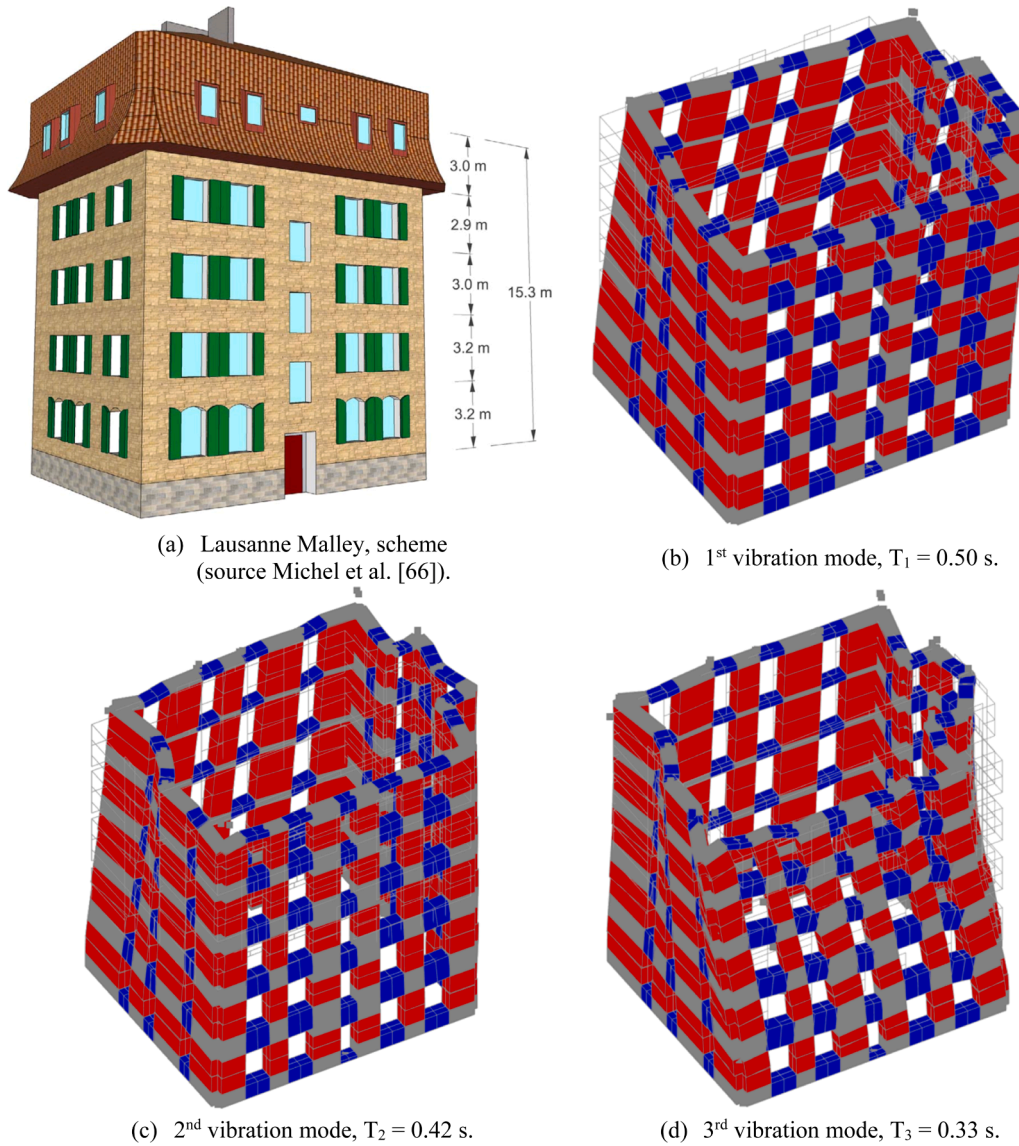 3.0 m
2.9 m
3.0 m
15.3 m
3.2 m
3.2 m
(a) Lausanne Malley, scheme
(source Michel et al. [66]).
(b) 1st vibration mode, T1 = 0.50 s.
(c) 2nd vibration mode, T2 = 0.42 s.
(d) 3rd vibration mode, T3 = 0.33 s.